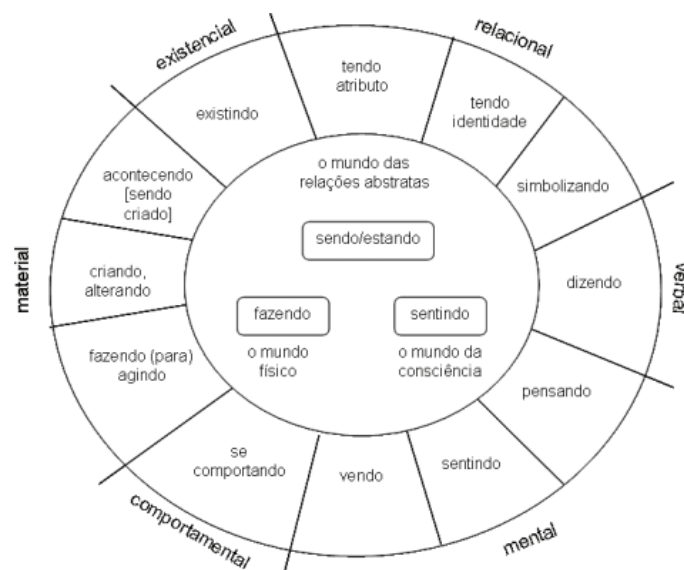 existencial
relacional
tendo
atributo
existindo
tendo
identidade
o mundo das
relações abstratas
acontecendo
[sendo
criado]
simbolizando
sendo/estando
material
criando,
alterando
dizendo
verbal
fazendo
sentindo
o mundo
físico
o mundo da
consciência
fazendo (para)
agindo
pensando
se
comportando
vendo
sentindo
comportamental
mental